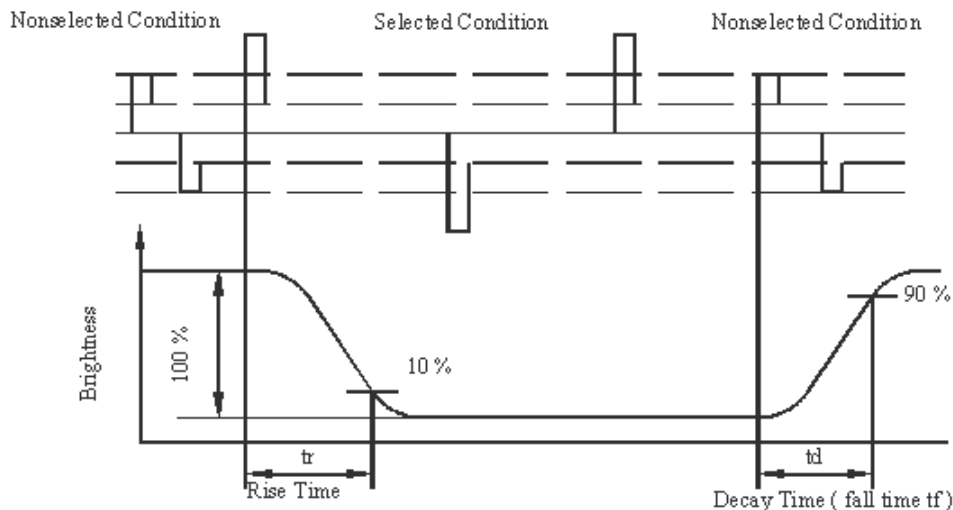 Nonselected Condition
Selected Condition
Nonselected Condition
Brightness
100 %
10 %
90 %
tr
td
Rise Time
Decay Time ( fall time tf )